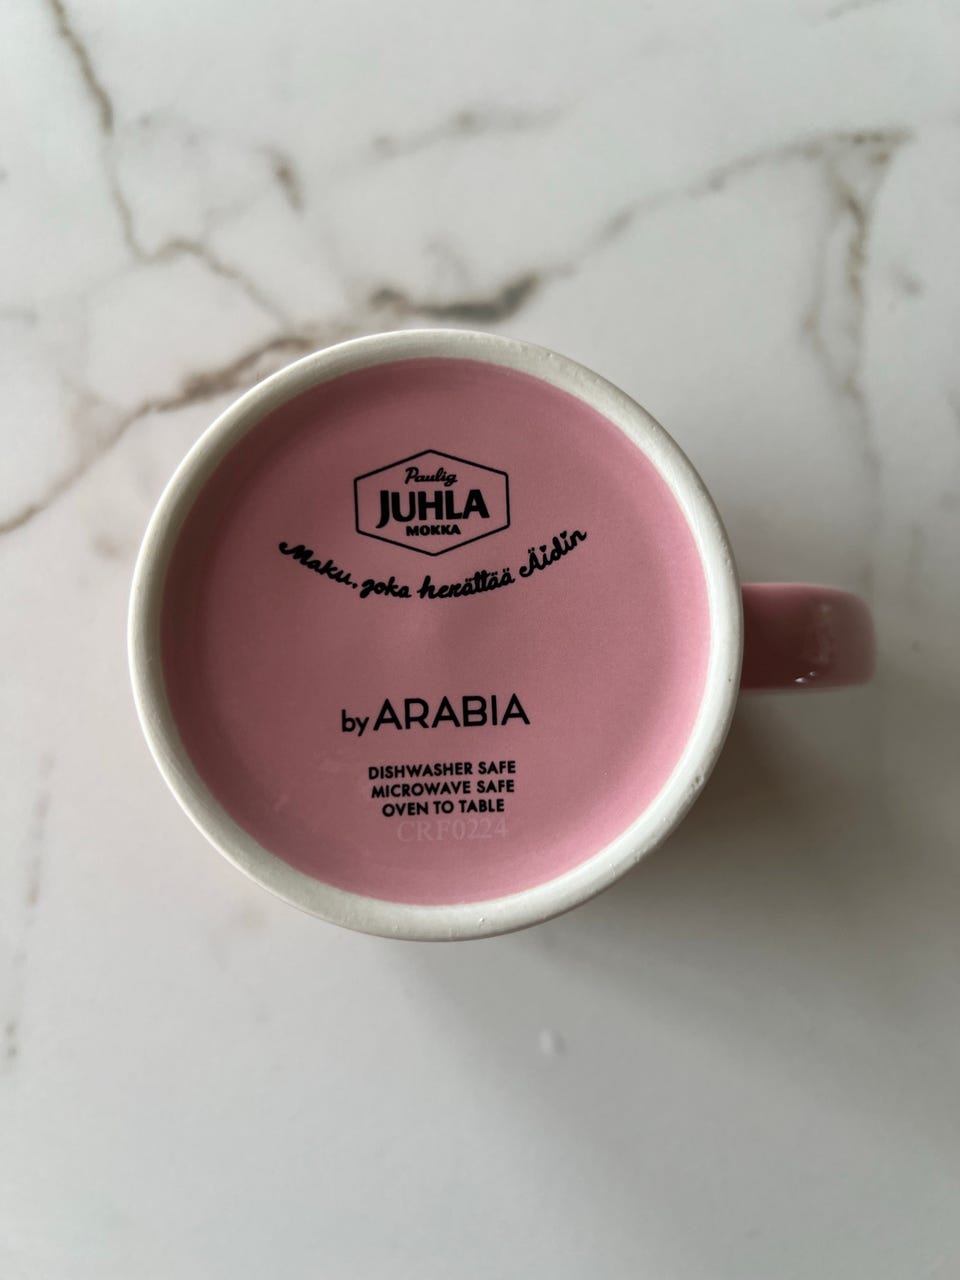 Paulig
JUHLA
MOKKA
Maku, joka herättää Äidin
by ARABIA
DISHWASHER SAFE
MICROWAVE SAFE
OVEN TO TABLE
CRF0224